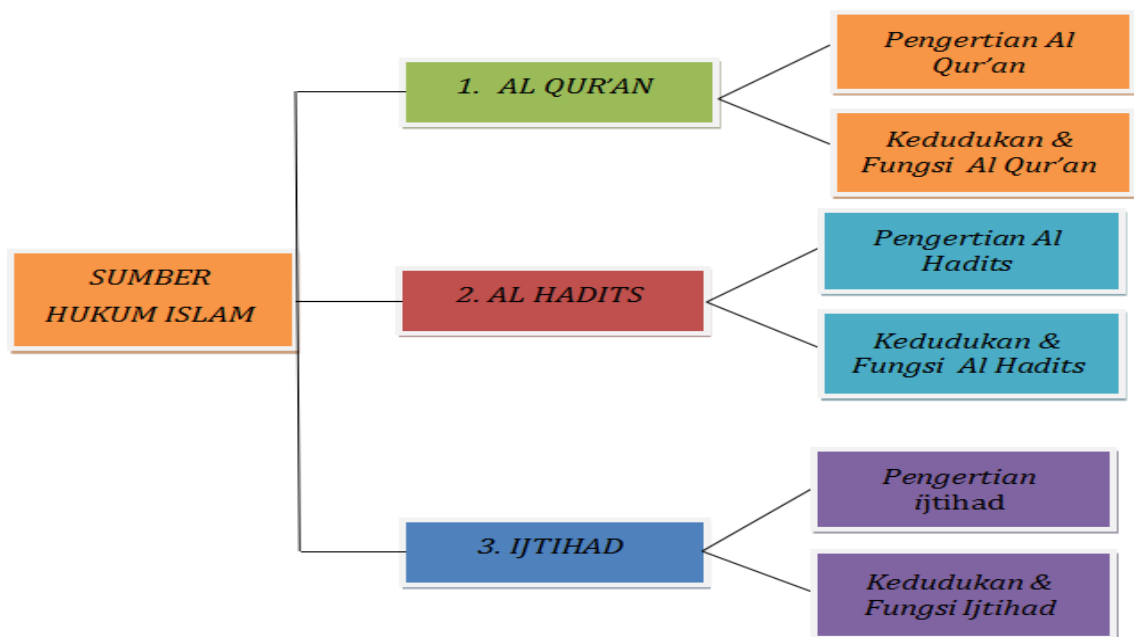 SUMBER
HUKUM ISLAM
1. AL QUR’AN
Pengertian Al
Qur’an
Kedudukan &
Fungsi Al Qur’an
2. AL HADITS
Pengertian Al
Hadits
Kedudukan &
Fungsi Al Hadits
3. IJTIHAD
Pengertian
ijtihad
Kedudukan &
Fungsi Ijtihad